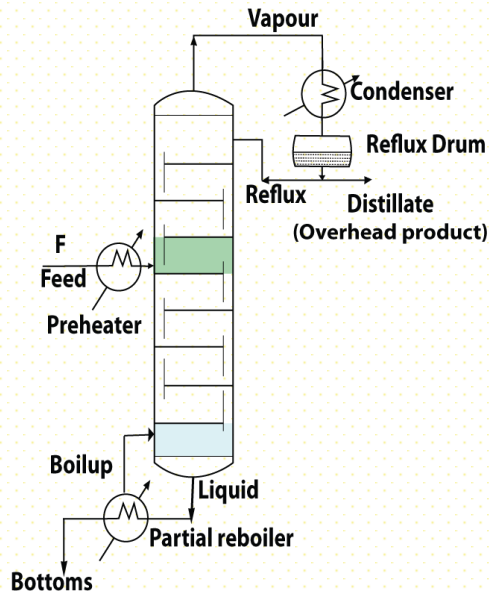 Vapour
Condenser
Reflux Drum
Reflux
Distillate
(Overhead product)
F
Feed
Preheater
Boilup
Liquid
Partial reboiler
Bottoms